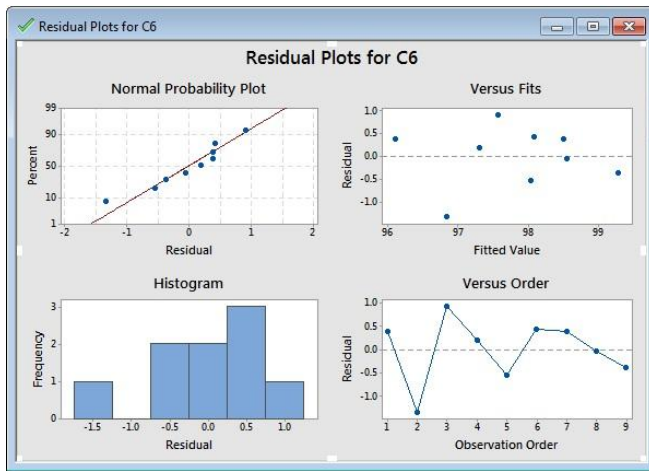 Residual Plots for C6
Residual Plots for C6
Normal Probability Plot
99
90
50
10
1
Percent
-2 -1 0 1 2
Residual
Versus Fits
1.0
0.5
0.0
-0.5
-1.0
Residual
96 97 98 99
Fitted Value
Histogram
3
2
1
0
Frequency
-1.5 -1.0 -0.5 0.0 0.5 1.0
Residual
Versus Order
1.0
0.5
0.0
-0.5
-1.0
Residual
1 2 3 4 5 6 7 8 9
Observation Order